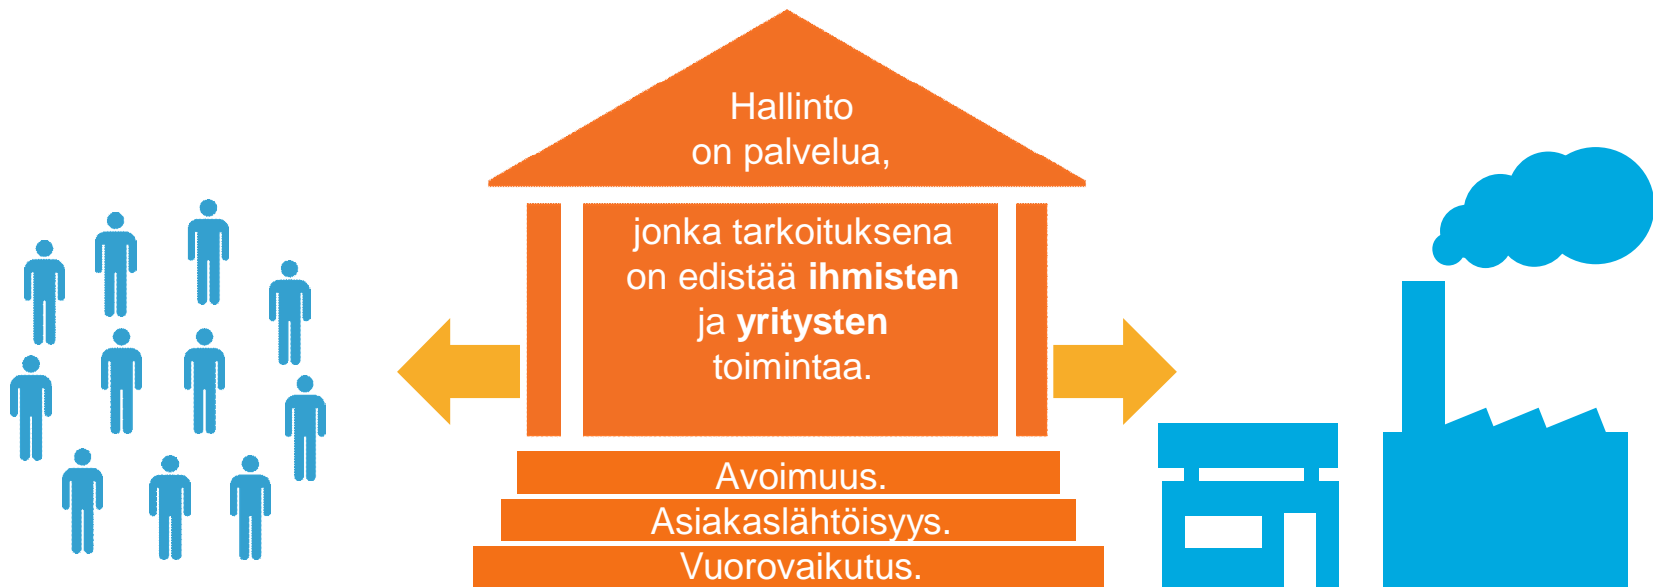 Hallinto
on palvelua,
jonka tarkoituksena
on edistää ihmisten
ja yritysten
toimintaa.
Avoimuus.
Asiakaslähtöisyys.
Vuorovaikutus.